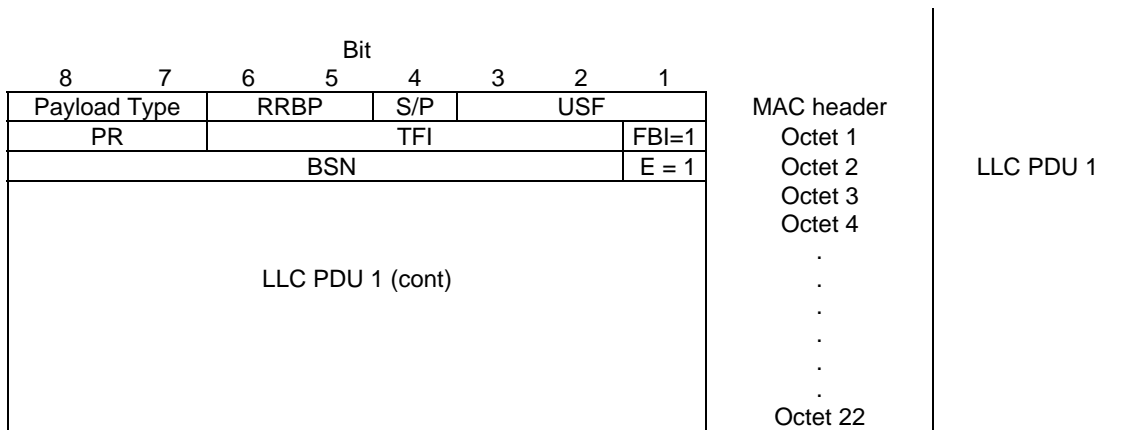 Bit
8 7 6 5 4 3 2 1
Payload Type RRBP S/P USF MAC header
PR TFI FBI=1 Octet 1
BSN E = 1 Octet 2 LLC PDU 1
Octet 3
Octet 4
.
LLC PDU 1 (cont) .
.
.
.
.
Octet 22